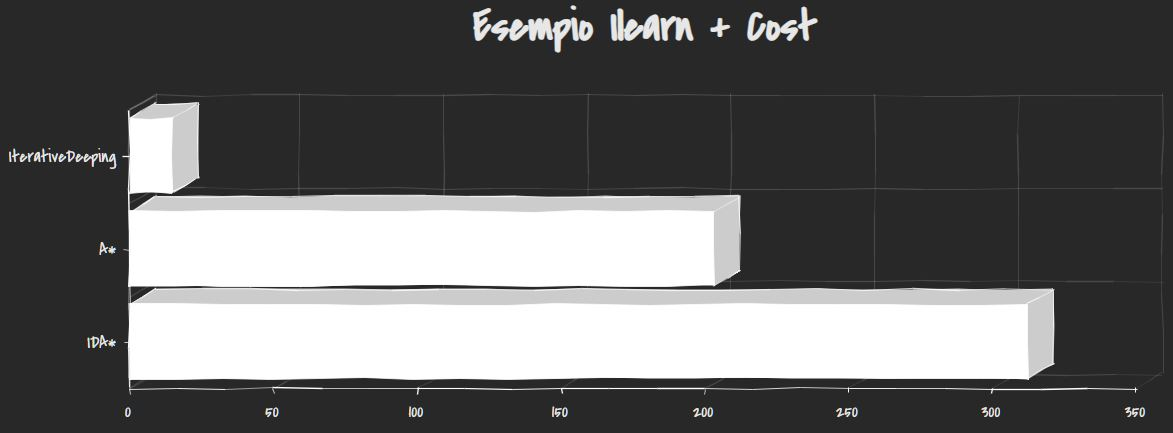 Esempio Ilearn + Cost
IterativeDeeping
A*
IDA*
0 50 100 150 200 250 300 350